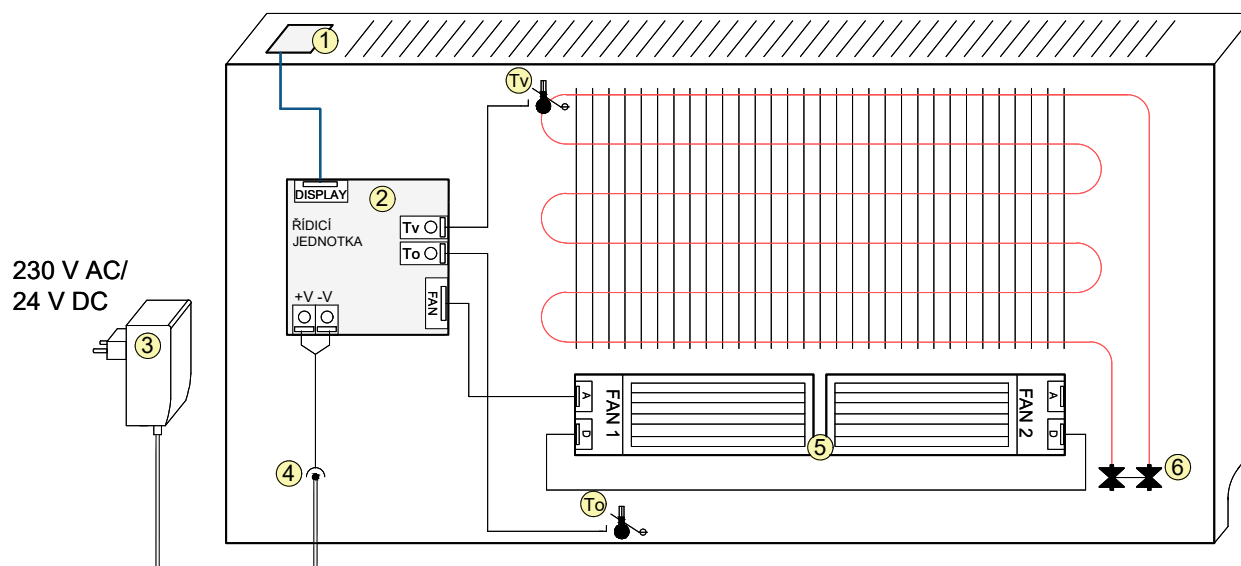 1
Tv
DISPLAY
2
ŘÍDICÍ
JEDNOTKA
Tv
To
FAN
+V -V
230 V AC/
24 V DC
3
4
A
D
FAN 1
FAN 2
A
D
5
6
To